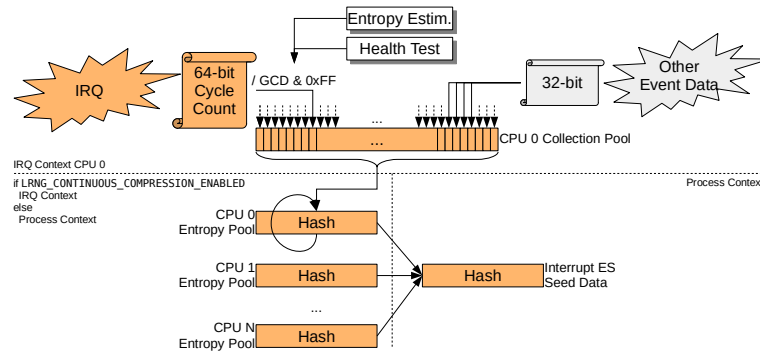 Entropy Estim.
Health Test
IRQ
64-bit
Cycle
Count
/ GCD & 0xFF
32-bit
Other
Event Data
...
...
CPU 0 Collection Pool
IRQ Context CPU 0
if LRNG_CONTINUOUS_COMPRESSION_ENABLED
IRQ Context
else
Process Context
Process Context
CPU 0
Entropy Pool
Hash
CPU 1
Entropy Pool
Hash
Hash
Interrupt ES
Seed Data
...
CPU N
Entropy Pool
Hash